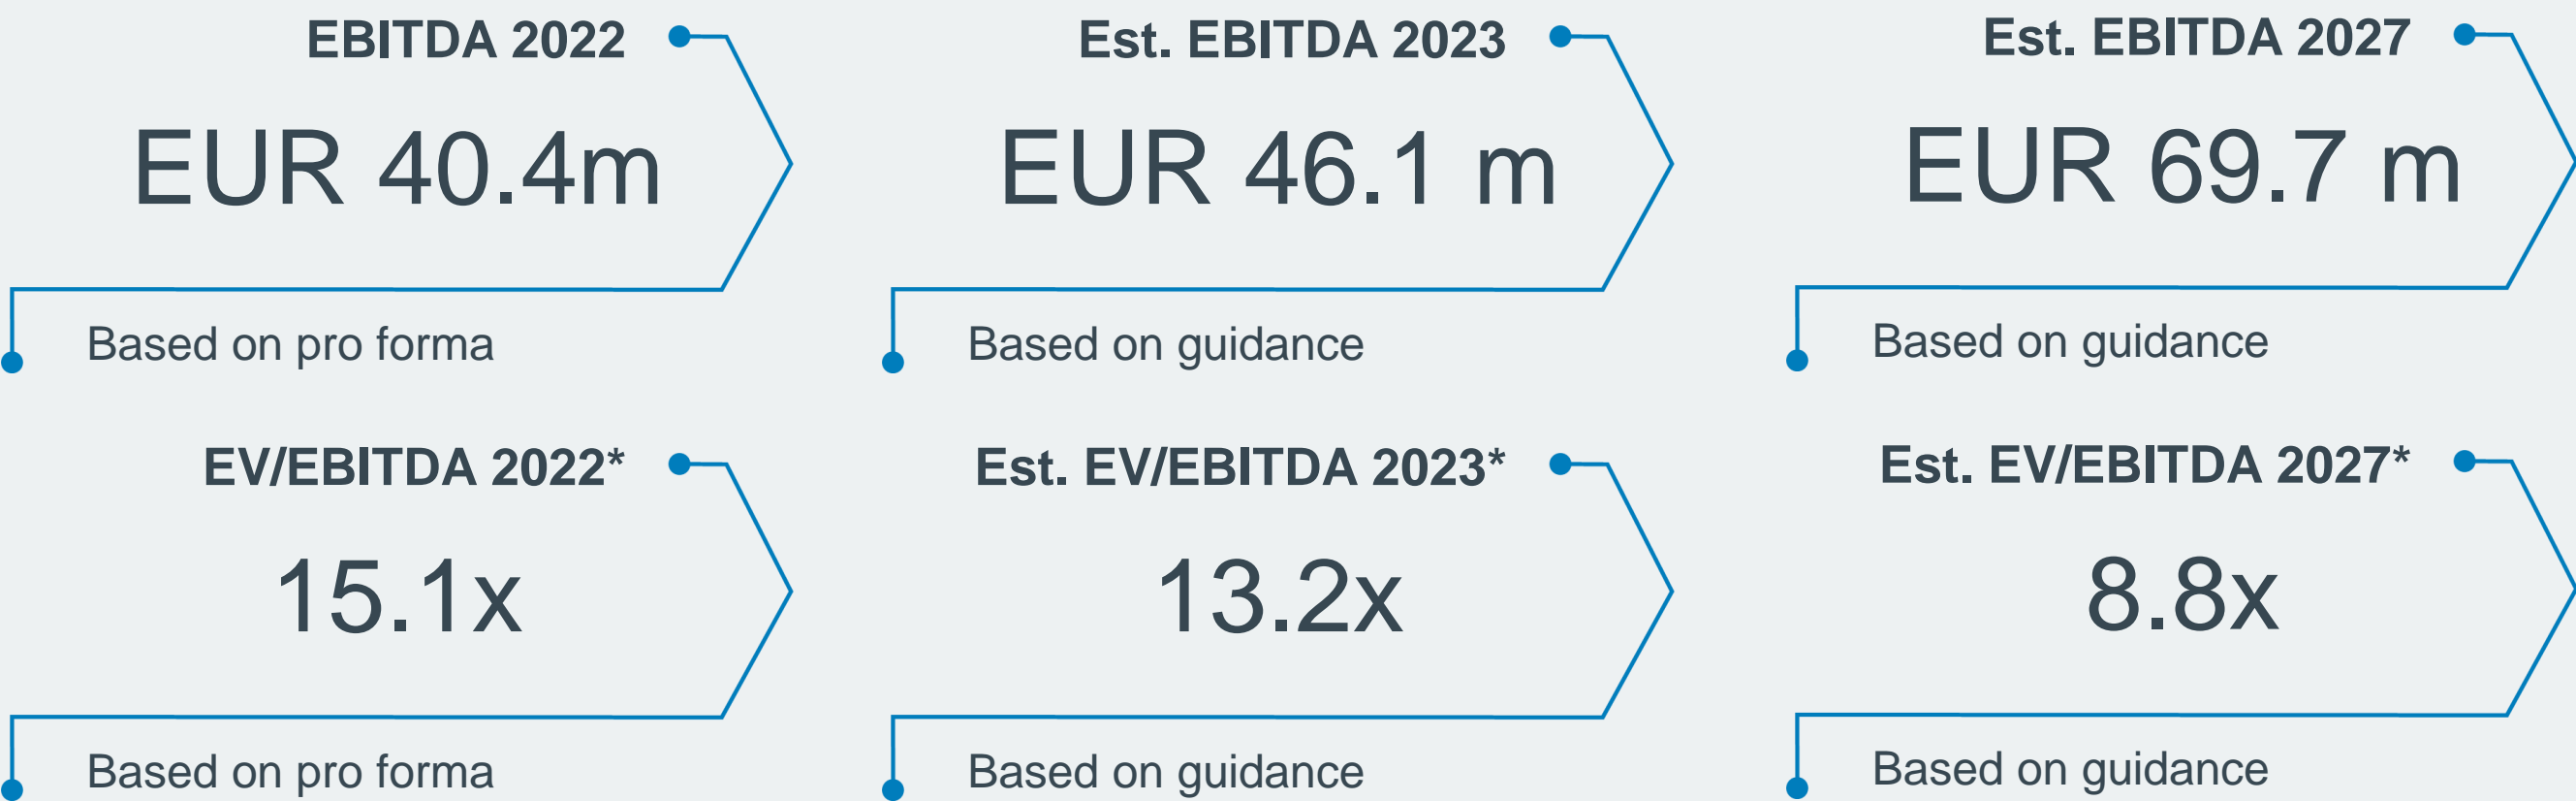 EBITDA 2022
EUR 40.4m
Based on pro forma
Est. EBITDA 2023
EUR 46.1 m
Based on guidance
Est. EBITDA 2027
EUR 69.7 m
Based on guidance
EV/EBITDA 2022*
15.1x
Based on pro forma
Est. EV/EBITDA 2023*
13.2x
Based on guidance
Est. EV/EBITDA 2027*
8.8x
Based on guidance